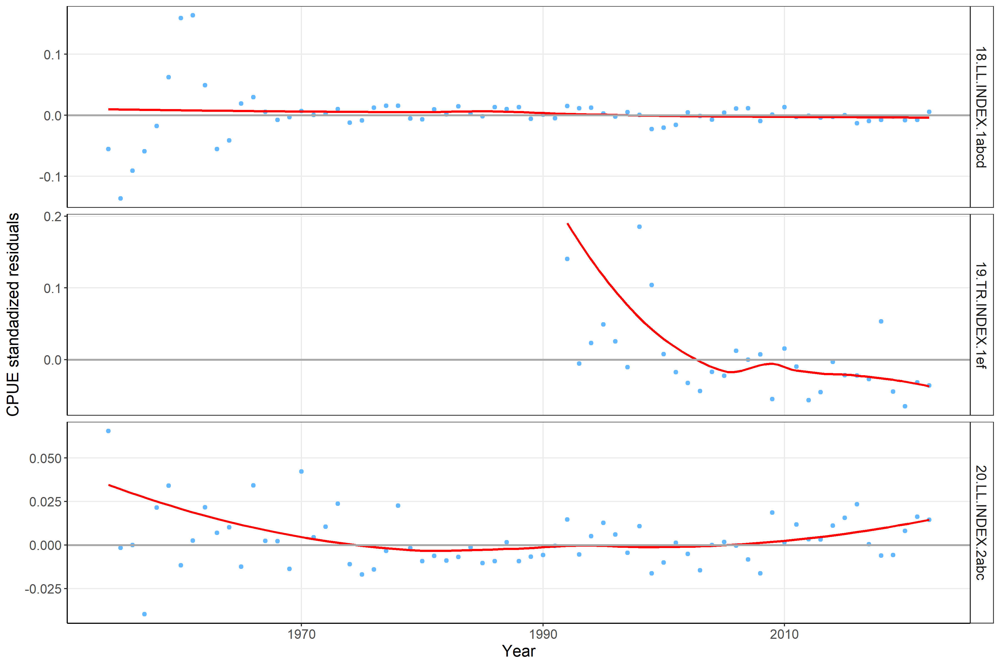 CPUE standadized residuals
0.1
0.0
-0.1
18.LL.INDEX.1abcd
0.2
0.1
0.0
19.TR.INDEX.1ef
0.050
0.025
0.000
-0.025
20.LL.INDEX.2abc
1970
1990
2010
Year